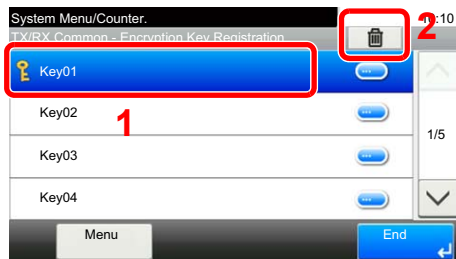 System Menu/Counter.
2
:10
TX/RX Common - Encryption Key Registration
Key01
Key02
1
1/5
Key03
Key04
Menu
End